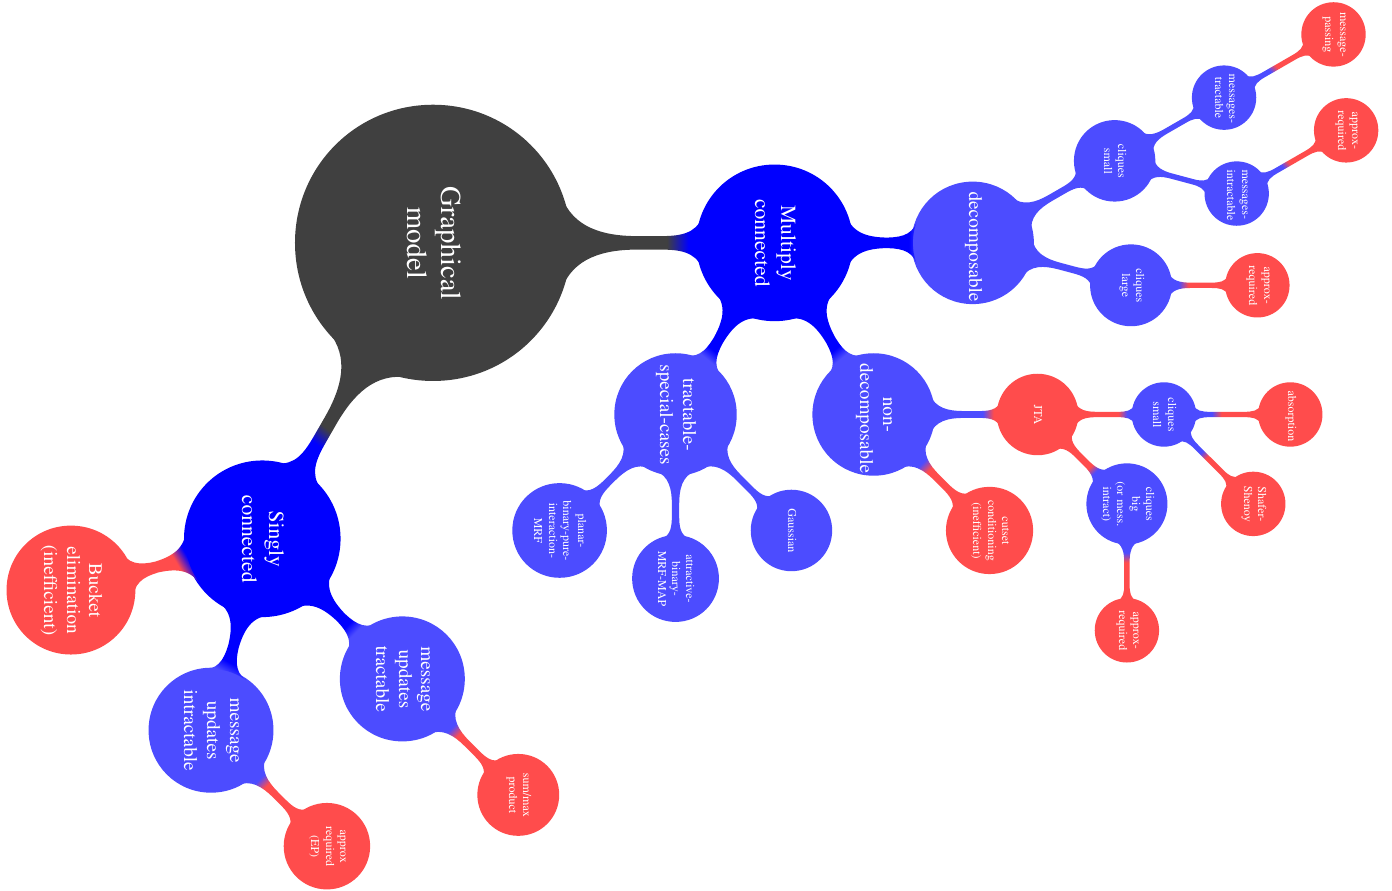 Graphical
model
Multiply
connected
decomposable
cliques
small
messages-
tractable
message-
passing
messages-
intractable
approx-
required
cliques
large
approx-
required
non-
decomposable
JTA
cliques
small
absorption
Shafer-
Shenoy
cliques
big
(or mess.
intract)
approx-
required
cutset
conditioning
(inefficient)
tractable-
special-cases
Gaussian
attractive-
binary-
MRF-MAP
planar-
binary-pure-
interaction-
MRF
Singly
connected
message
updates
tractable
sum/max
product
message
updates
intractable
approx
required
(EP)
Bucket
elimination
(inefficient)